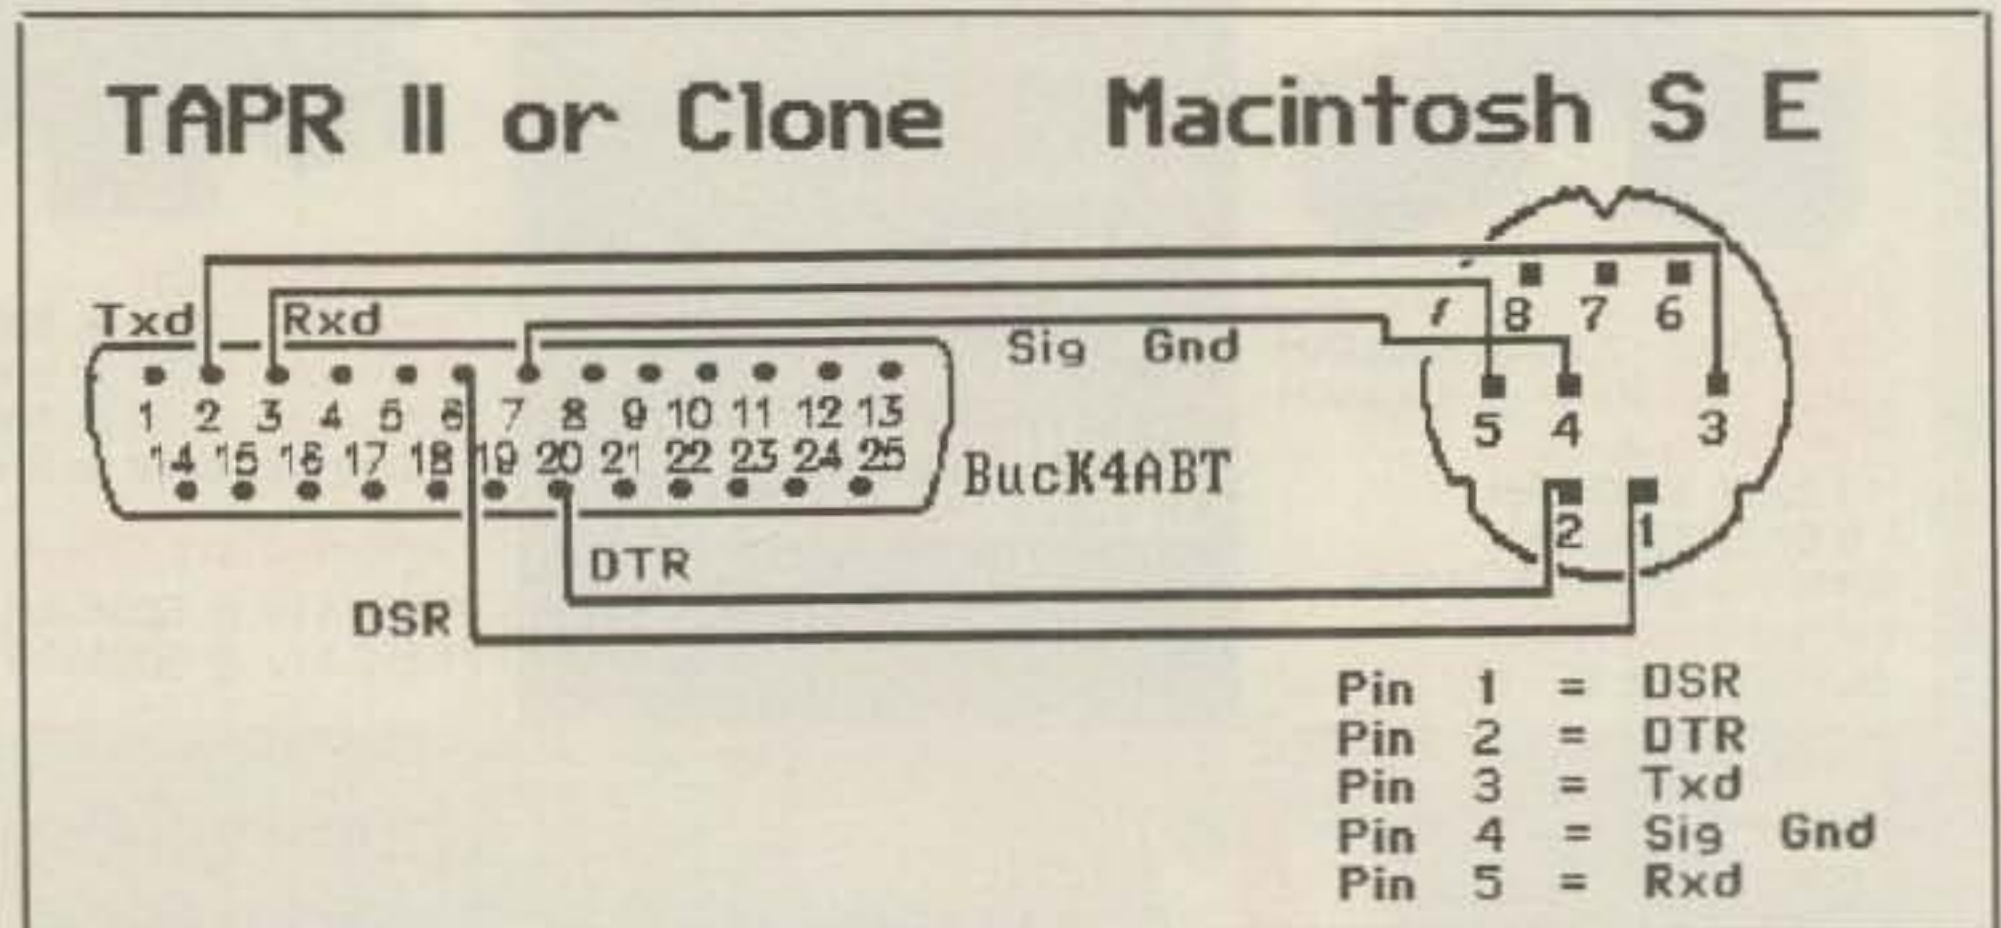 TAPR II or Clone Macintosh S E
Txd Rxd
8 7 6
Sig Gnd
1 2 3 4 5 6 7 8 9 10 11 12 13
5 4 3
14 15 16 17 18 19 20 21 22 23 24 25
BucK4ABT
2 1
DTR
DSR
Pin 1 = DSR
Pin 2 = DTR
Pin 3 = Txd
Pin 4 = Sig Gnd
Pin 5 = Rxd